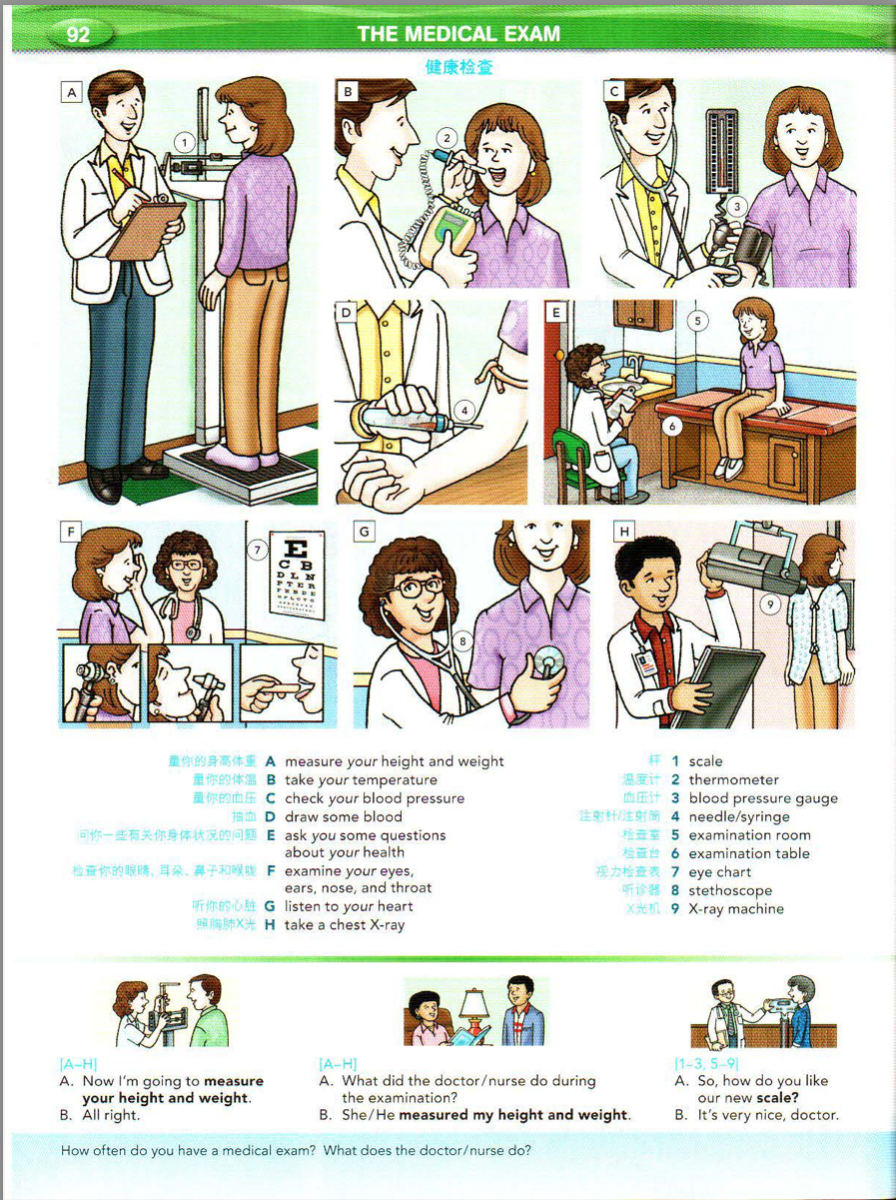 92
THE MEDICAL EXAM
健康检查
A
1
B
2
C
3
D
4
E
5
6
F
7
E
C B
D L N
P T E R
G
8
H
9
量你的身高体重 A measure your height and weight
量你的体温 B take your temperature
量你的血压 C check your blood pressure
抽血 D draw some blood
问你一些有关你身体状况的问题 E ask you some questions
about your health
检查你的眼睛、耳朵、鼻子和喉咙 F examine your eyes,
ears, nose, and throat
听你的心脏 G listen to your heart
照胸肺X光 H take a chest X-ray
秤 1 scale
温度计 2 thermometer
血压计 3 blood pressure gauge
注射针/注射筒 4 needle/syringe
检查室 5 examination room
检查台 6 examination table
视力检查表 7 eye chart
听诊器 8 stethoscope
X光机 9 X-ray machine
[A–H]
A. Now I'm going to measure
your height and weight.
B. All right.
[A–H]
A. What did the doctor/nurse do during
the examination?
B. She/He measured my height and weight.
[1–3, 5–9]
A. So, how do you like
our new scale?
B. It's very nice, doctor.
How often do you have a medical exam? What does the doctor/nurse do?